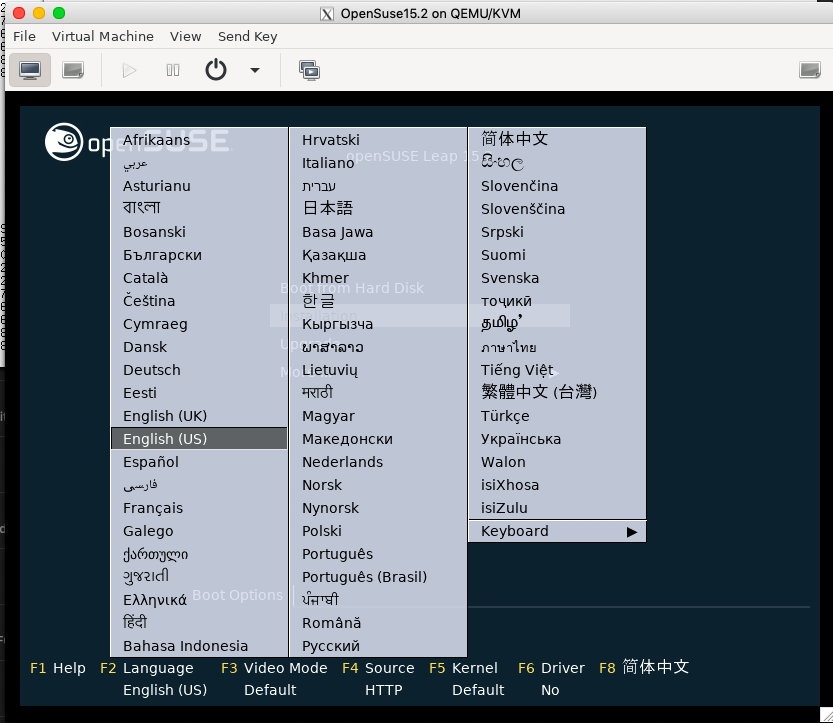 OpenSuse15.2 on QEMU/KVM
File Virtual Machine View Send Key
openSUSE
openSUSE Leap 15
Afrikaans
عربي
Asturianu
বাংলা
Bosanski
Български
Català
Čeština
Cymraeg
Dansk
Deutsch
Eesti
English (UK)
English (US)
Español
فارسی
Français
Galego
ქართული
ગુજરાતી
Ελληνικά
हिंदी
Bahasa Indonesia
Hrvatski
Italiano
עברית
日本語
Basa Jawa
Қазақша
Khmer
한글
Кыргызча
ພາສາລາວ
Lietuvių
मराठी
Magyar
Македонски
Nederlands
Norsk
Nynorsk
Polski
Português
Português (Brasil)
ਪੰਜਾਬੀ
Română
Русский
简体中文
සිංහල
Slovenčina
Slovenščina
Srpski
Suomi
Svenska
тоҷикӣ
தமிழ்
ภาษาไทย
Tiếng Việt
繁體中文 (台灣)
Türkçe
Українська
Walon
isiXhosa
isiZulu
Keyboard
Boot from Hard Disk
Boot Options
F1 Help F2 Language F3 Video Mode F4 Source F5 Kernel F6 Driver F8 简体中文
English (US) Default HTTP Default No